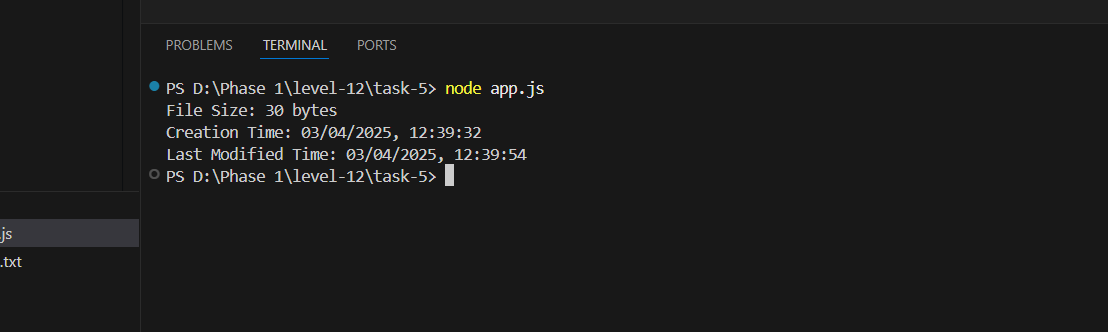 PROBLEMS TERMINAL PORTS
PS D:\Phase 1\level-12\task-5> node app.js
File Size: 30 bytes
Creation Time: 03/04/2025, 12:39:32
Last Modified Time: 03/04/2025, 12:39:54
PS D:\Phase 1\level-12\task-5>
.js
.txt